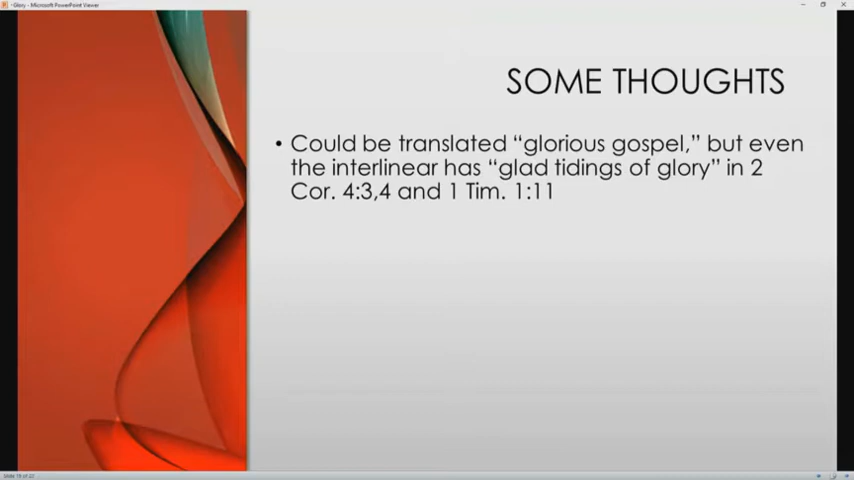 Glory - Microsoft PowerPoint Viewer
SOME THOUGHTS
• Could be translated “glorious gospel,” but even
the interlinear has “glad tidings of glory” in 2
Cor. 4:3,4 and 1 Tim. 1:11